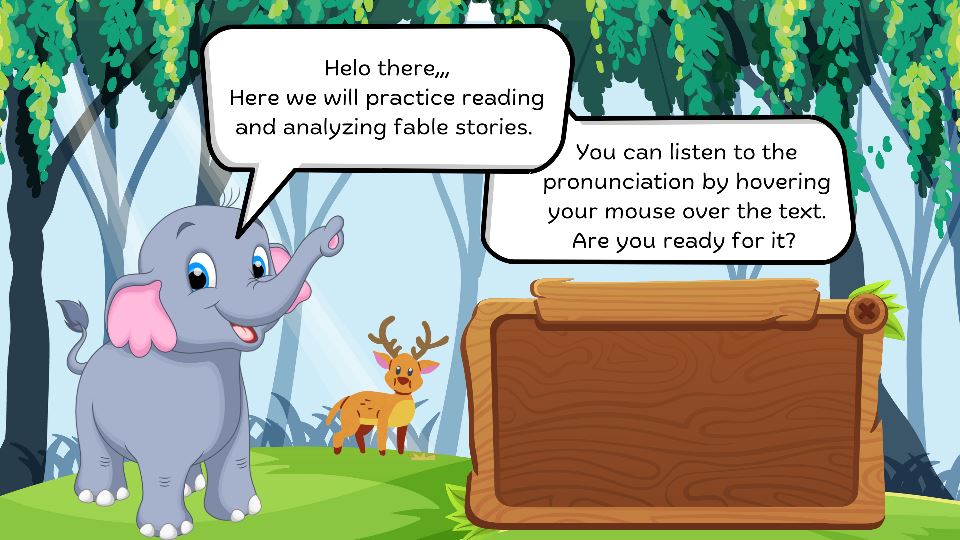 Helo there,,,
Here we will practice reading
and analyzing fable stories.
You can listen to the
pronunciation by hovering
your mouse over the text.
Are you ready for it?